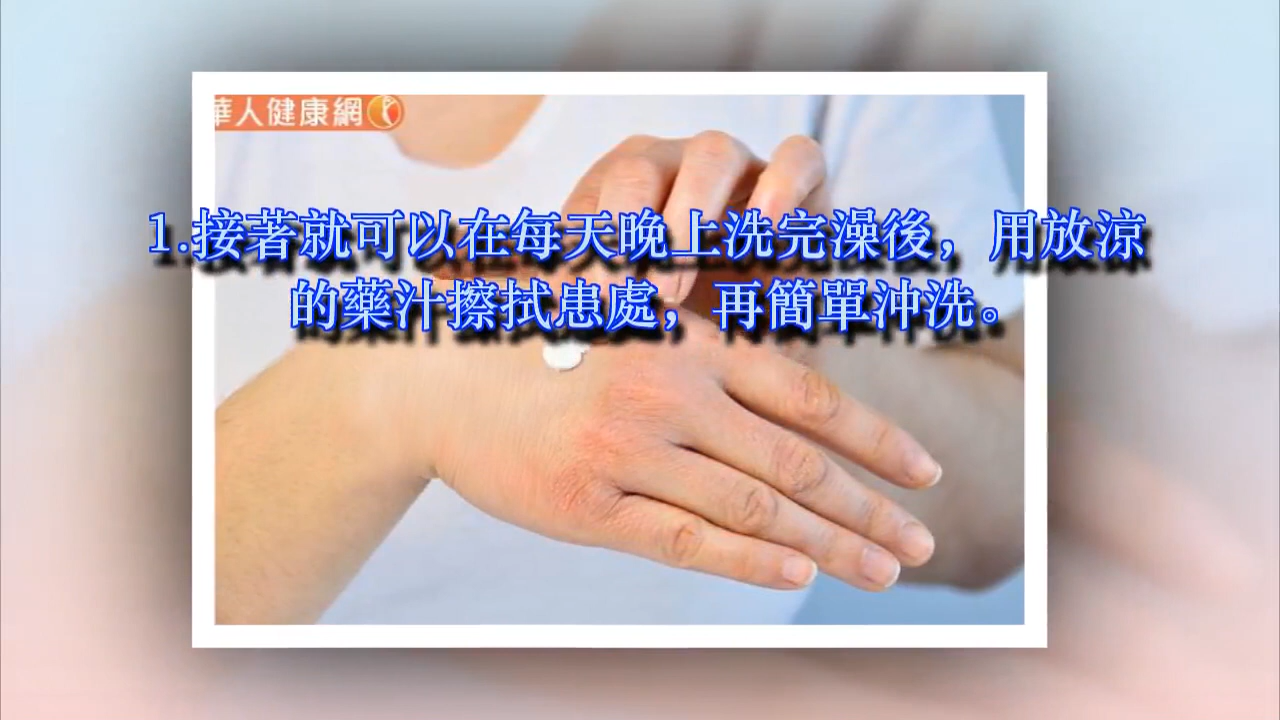 華人健康網
1.接著就可以在每天晚上洗完澡後，用放涼
的藥汁擦拭患處，再簡單沖洗。